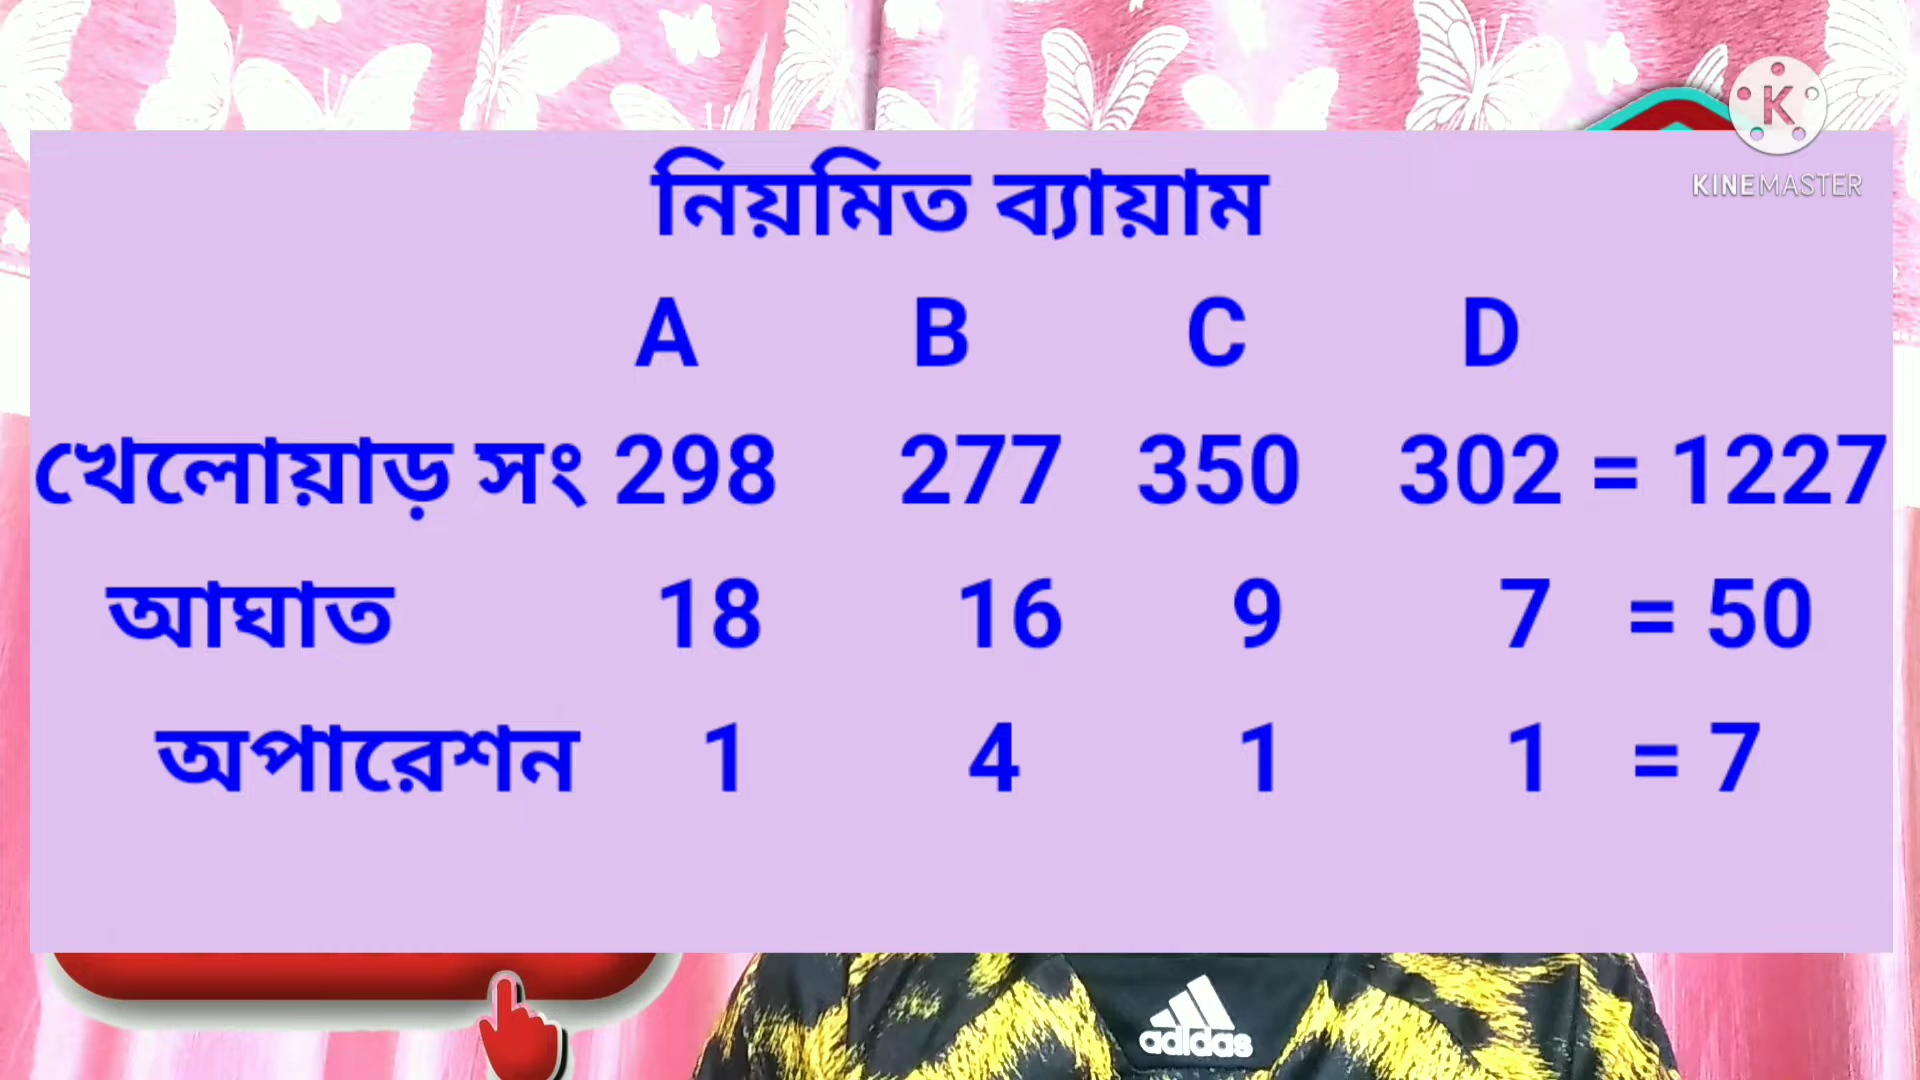 K
KINEMASTER
নিয়মিত ব্যায়াম
A B C D
খেলোয়াড় সং 298 277 350 302 = 1227
আঘাত 18 16 9 7 = 50
অপারেশন 1 4 1 1 = 7
adidas